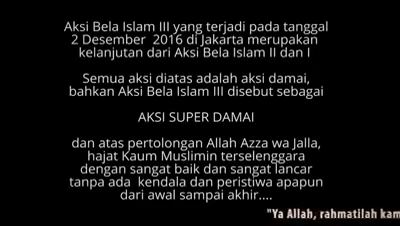 Aksi Bela Islam III yang terjadi pada tanggal
2 Desember 2016 di Jakarta merupakan
kelanjutan dari Aksi Bela Islam II dan I
Semua aksi diatas adalah aksi damai,
bahkan Aksi Bela Islam III disebut sebagai
AKSI SUPER DAMAI
dan atas pertolongan Allah Azza wa Jalla,
hajat Kaum Muslimin terselenggara
dengan sangat baik dan sangat lancar
tanpa ada kendala dan peristiwa apapun
dari awal sampai akhir....
"Ya Allah, rahmatilah kam